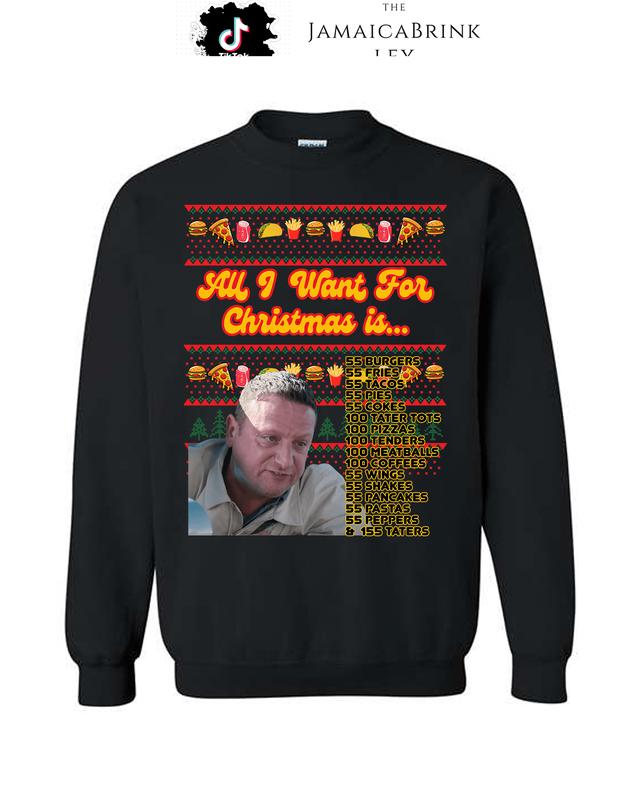 TikTok
THE
JAMAICABRINK
LEY
All I Want For
Christmas is...
55 BURGERS
55 FRIES
55 TACOS
55 PIES
55 COKES
100 TATER TOTS
100 PIZZAS
100 TENDERS
100 MEATBALLS
100 COFFEES
55 WINGS
55 SHAKES
55 PANCAKES
55 PASTAS
55 PEPPERS
& 155 TATERS